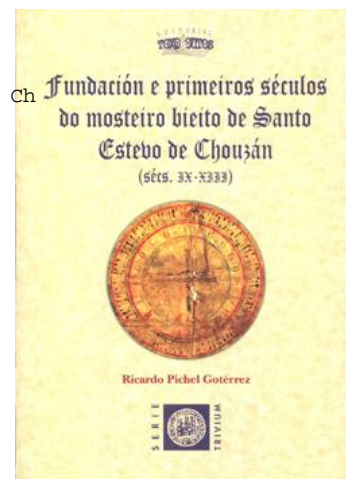 EDITORIAL
TOXOSOUTOS
Ch
Fundación e primeiros séculos
do mosteiro bieito de Santo
Estevo de Chouzán
(sécs. IX-XIII)
Ricardo Pichel Gotérrez
SERIE
TRIVIUM